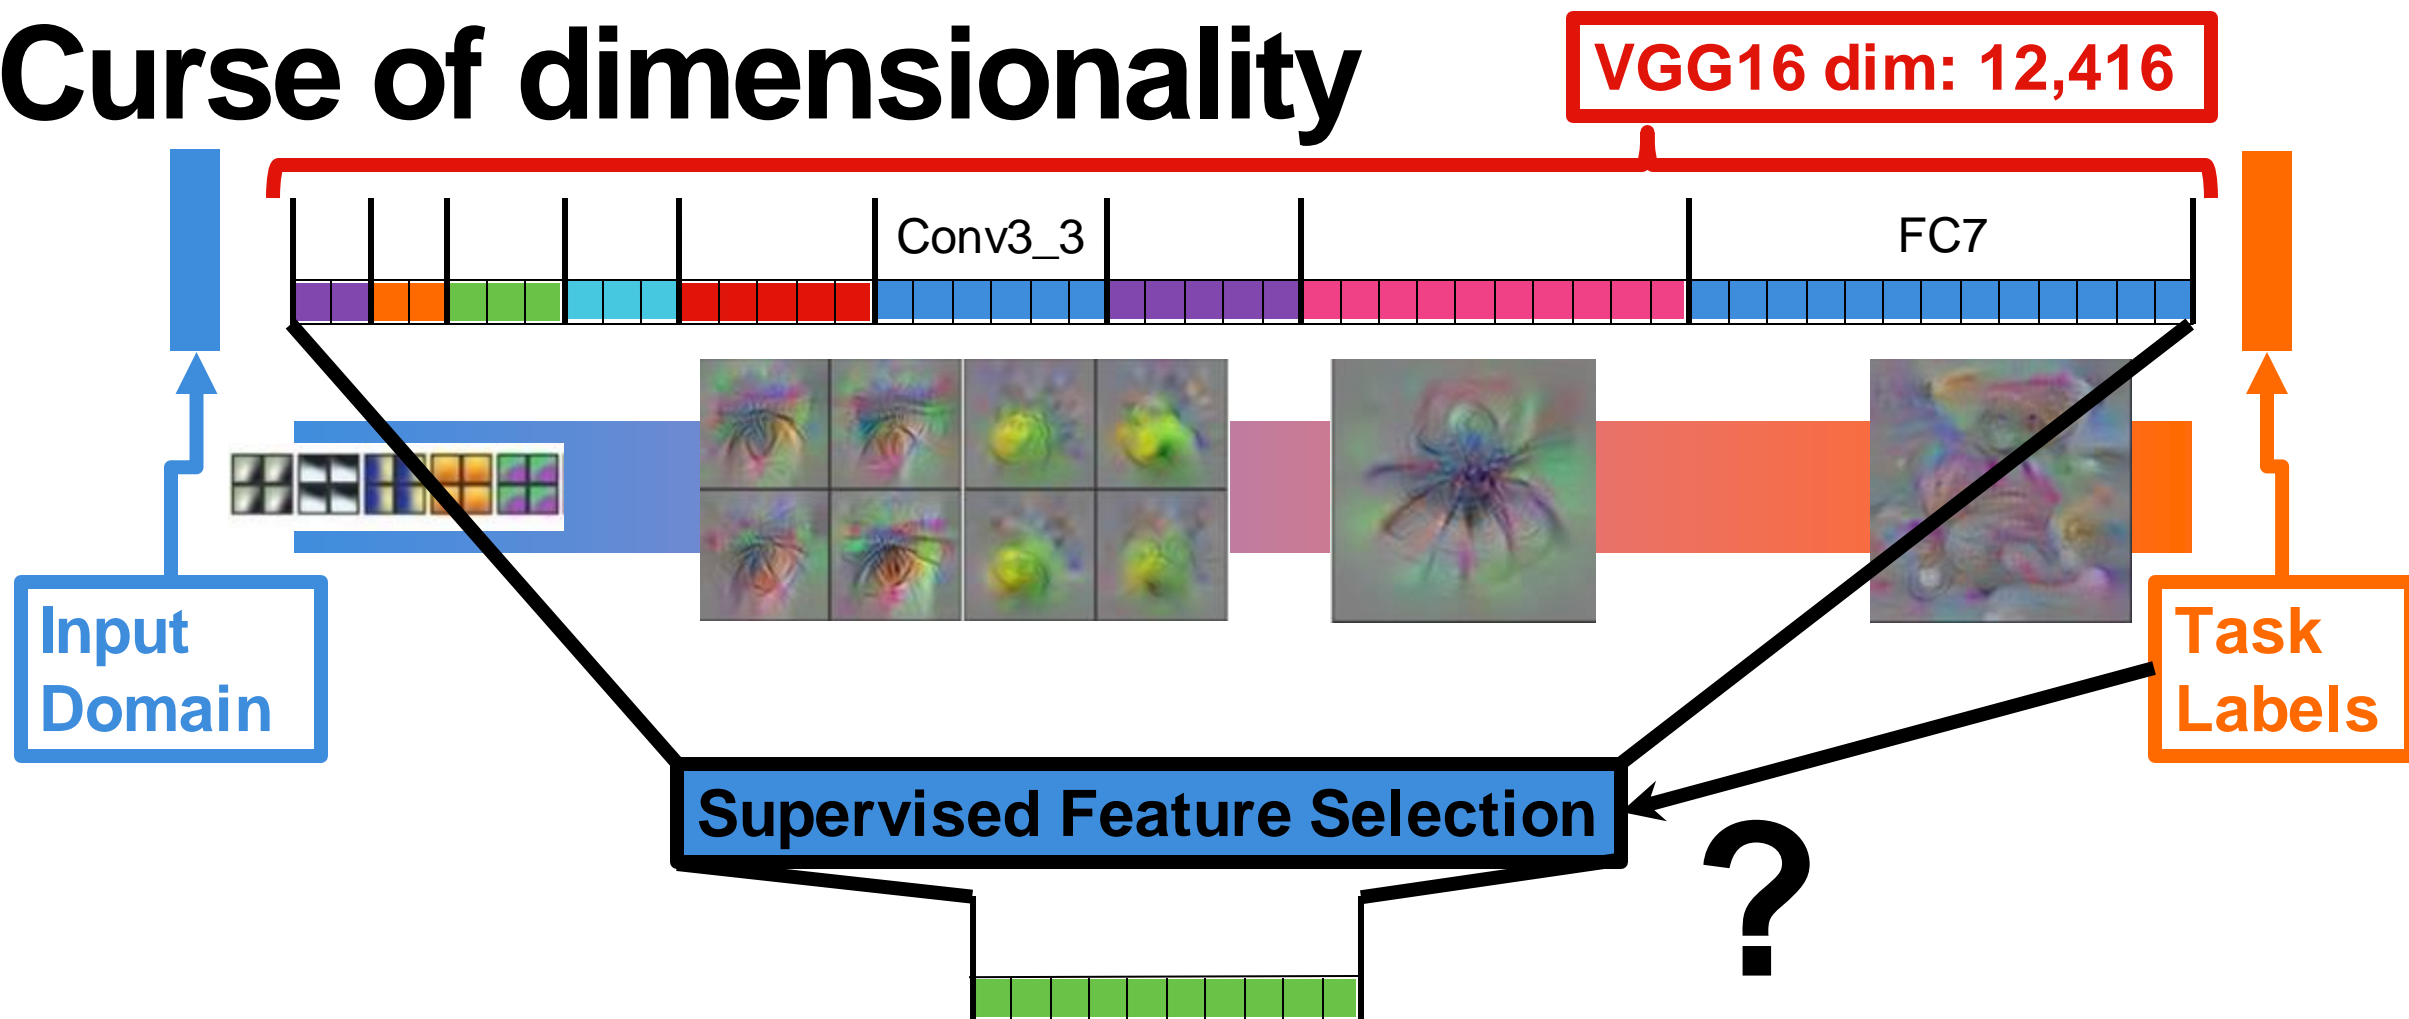 Curse of dimensionality
VGG16 dim: 12,416
Conv3_3
FC7
Input
Domain
Task
Labels
Supervised Feature Selection
?